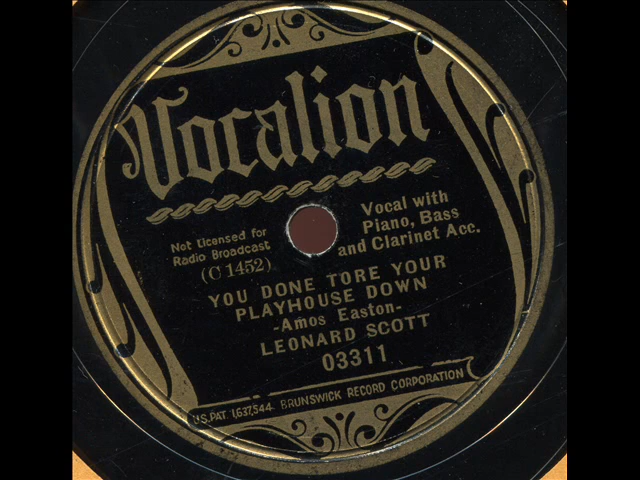 Vocalion
Not Licensed for
Radio Broadcast
(C 1452)
Vocal with
Piano, Bass
and Clarinet Acc.
YOU DONE TORE YOUR
PLAYHOUSE DOWN
-Amos Easton-
LEONARD SCOTT
03311
U.S. PAT. 1,637,544. BRUNSWICK RECORD CORPORATION